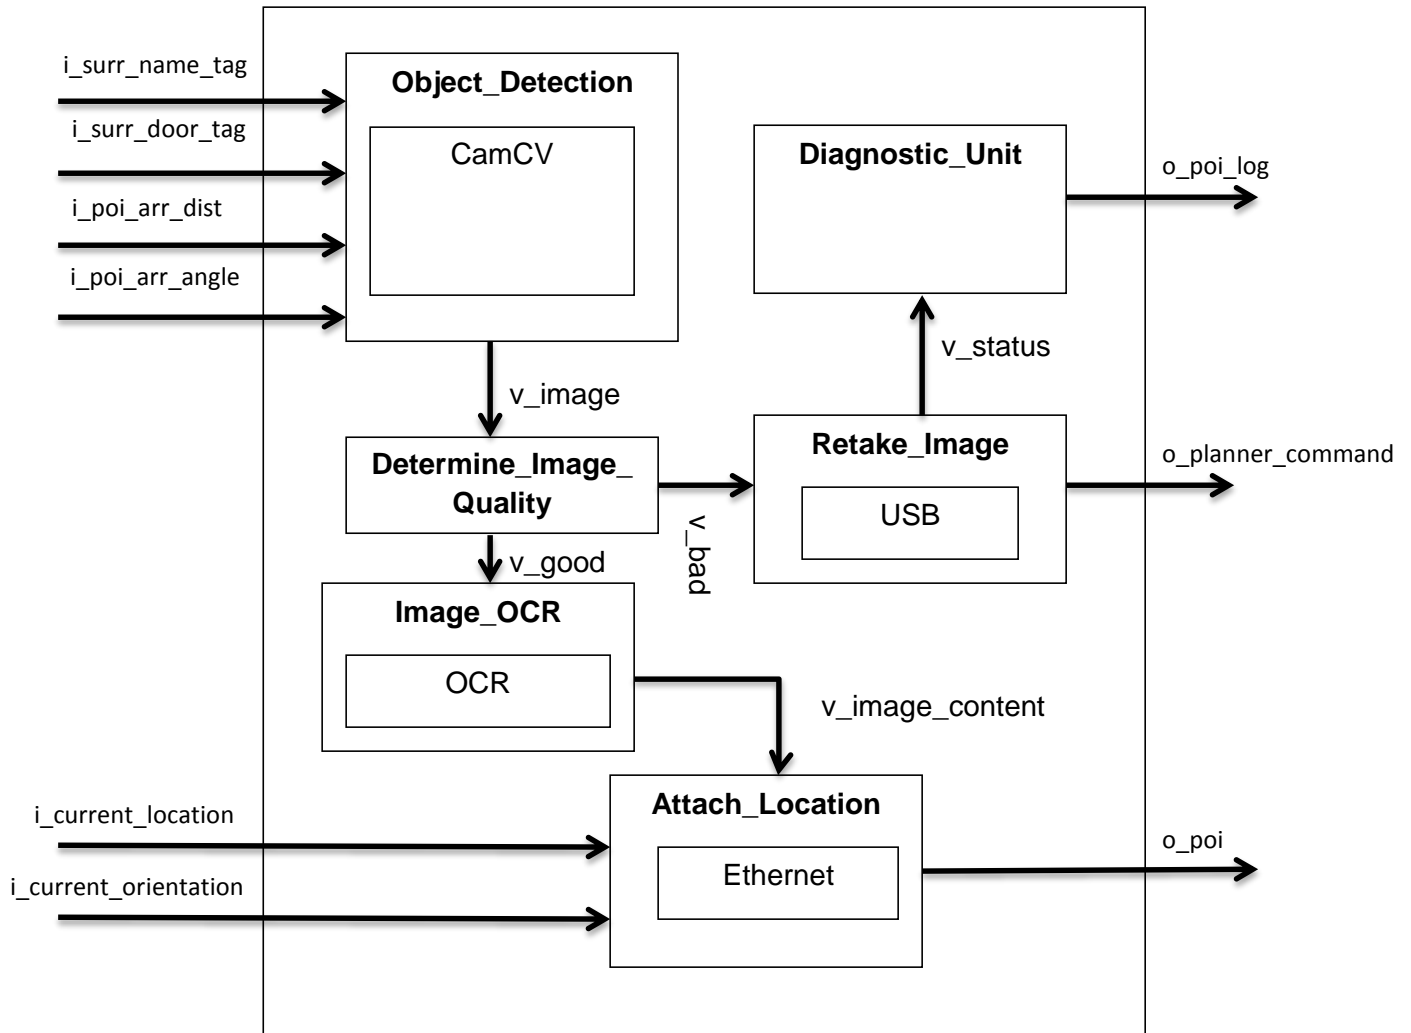 i_surr_name_tag
i_surr_door_tag
i_poi_arr_dist
i_poi_arr_angle
Object_Detection
CamCV
Diagnostic_Unit
o_poi_log
v_status
v_image
Determine_Image_
Quality
v_bad
Retake_Image
USB
o_planner_command
v_good
Image_OCR
OCR
v_image_content
i_current_location
i_current_orientation
Attach_Location
Ethernet
o_poi